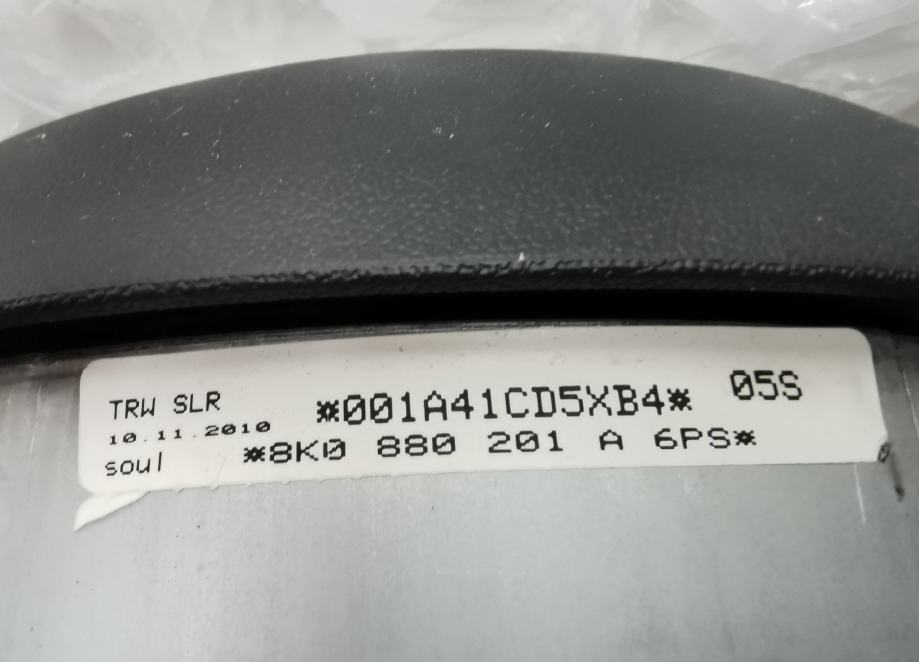 TRW SLR *001A41CD5XB4* 05S
10.11.2010
soul *8K0 880 201 A 6PS*